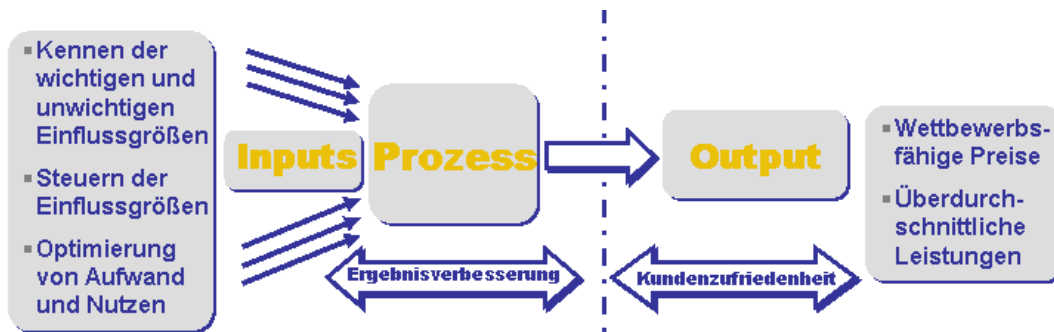 Kennen der
wichtigen und
unwichtigen
Einflussgrößen
Steuern der
Einflussgrößen
Optimierung
von Aufwand
und Nutzen
Inputs
Prozess
Output
Ergebnisverbesserung
Kundenzufriedenheit
Wettbewerbs-
fähige Preise
Überdurch-
schnittliche
Leistungen